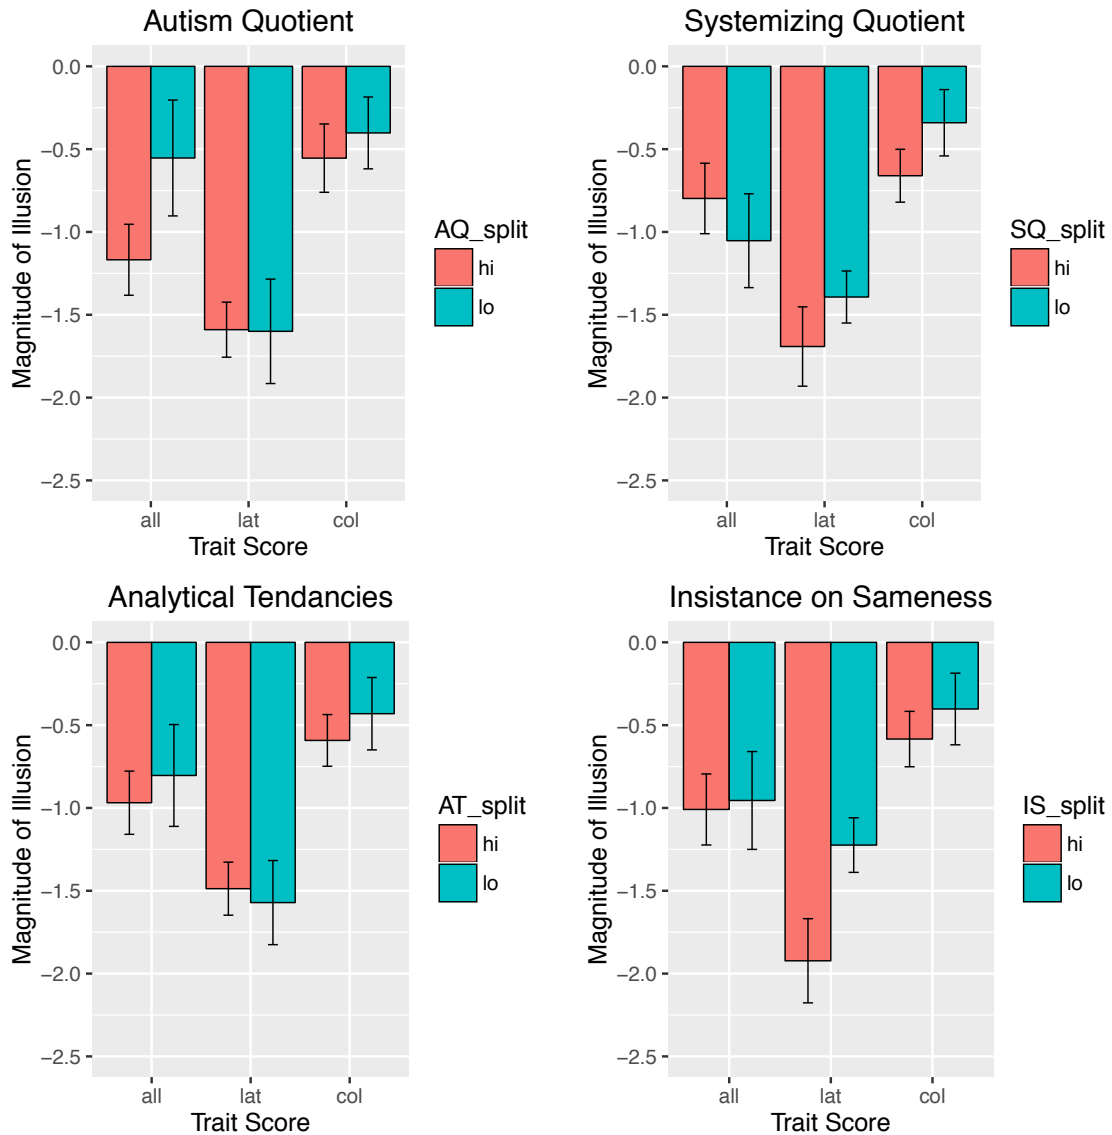 Autism Quotient
Magnitude of Illusion
0.0
−0.5
−1.0
−1.5
−2.0
−2.5
all lat col
Trait Score
AQ_split
hi
lo
Systemizing Quotient
Magnitude of Illusion
0.0
−0.5
−1.0
−1.5
−2.0
−2.5
all lat col
Trait Score
SQ_split
hi
lo
Analytical Tendancies
Magnitude of Illusion
0.0
−0.5
−1.0
−1.5
−2.0
−2.5
all lat col
Trait Score
AT_split
hi
lo
Insistance on Sameness
Magnitude of Illusion
0.0
−0.5
−1.0
−1.5
−2.0
−2.5
all lat col
Trait Score
IS_split
hi
lo